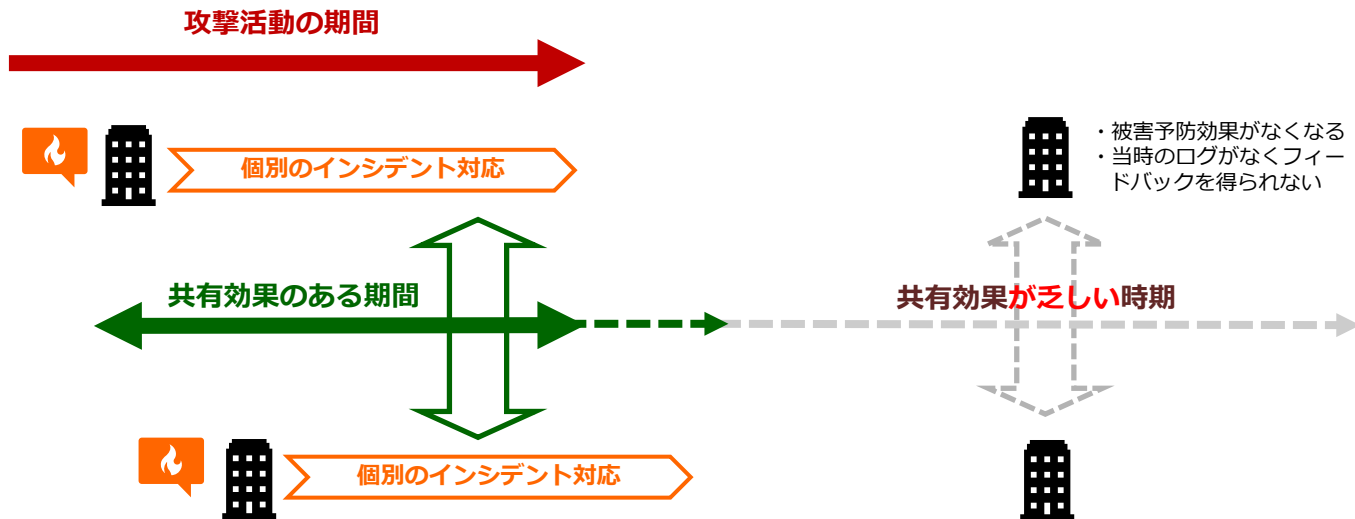 攻撃活動の期間
・被害予防効果がなくなる
・当時のログがなくフィー
ドバックを得られない
個別のインシデント対応
共有効果のある期間
共有効果が乏しい時期
個別のインシデント対応